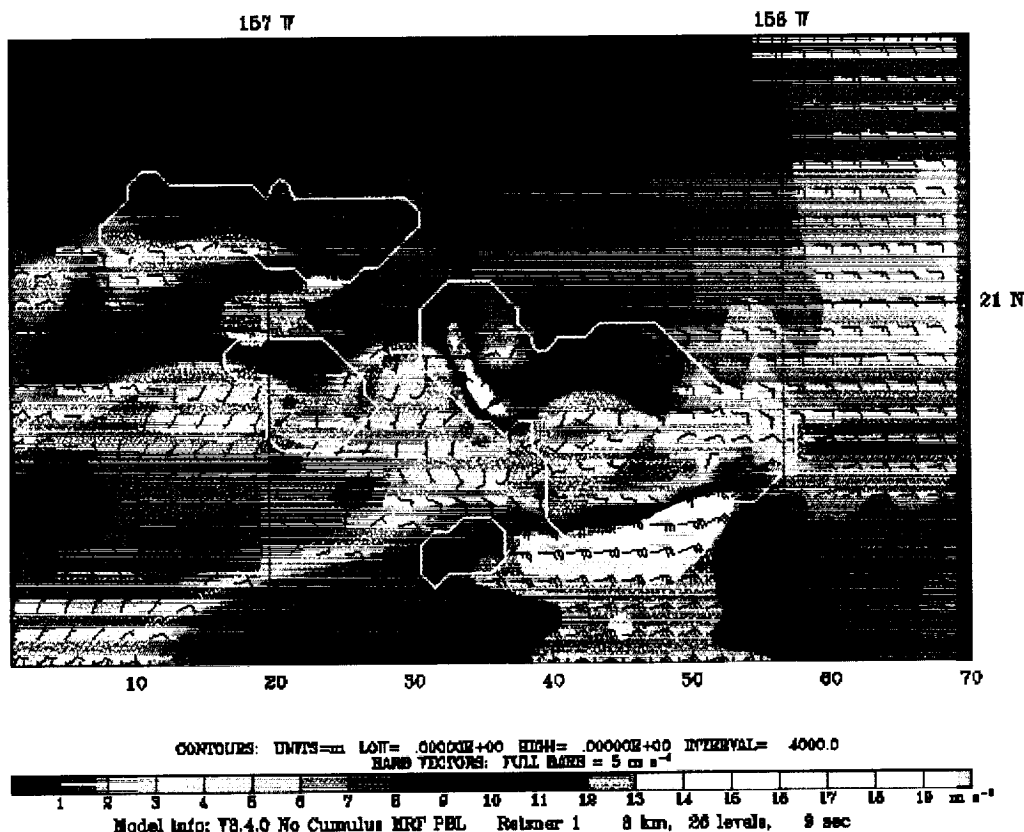 157 W 156 W
21 N
10 20 30 40 50 60 70
CONTOURS: UNITS=m LOW= .00000E+00 HIGH= .00000E+00 INTERVAL= 4000.0
BARB VECTORS: FULL BARB = 5 m s⁻¹
1 2 3 4 5 6 7 8 9 10 11 12 13 14 15 16 17 18 19 m s⁻¹
Model info: V3.4.0 No Cumulus MRF PBL Reisner 1 3 km, 26 levels, 9 sec